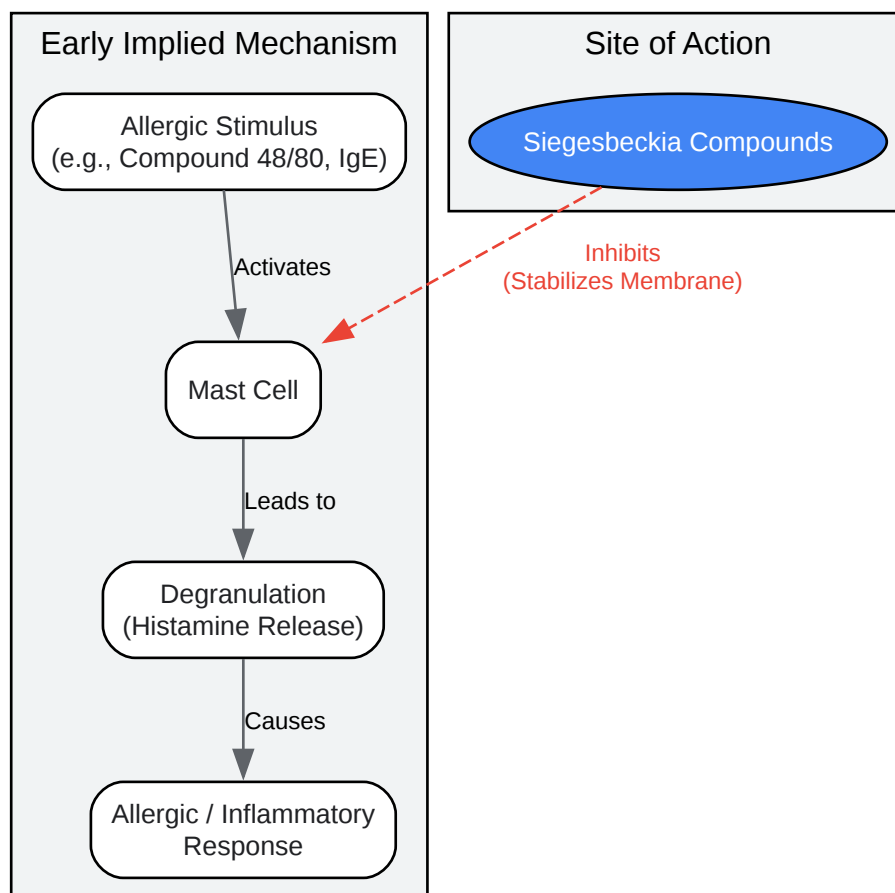 Early Implied Mechanism
Allergic Stimulus
(e.g., Compound 48/80, IgE)
Activates
Mast Cell
Leads to
Degranulation
(Histamine Release)
Causes
Allergic / Inflammatory
Response
Site of Action
Siegesbeckia Compounds
Inhibits
(Stabilizes Membrane)